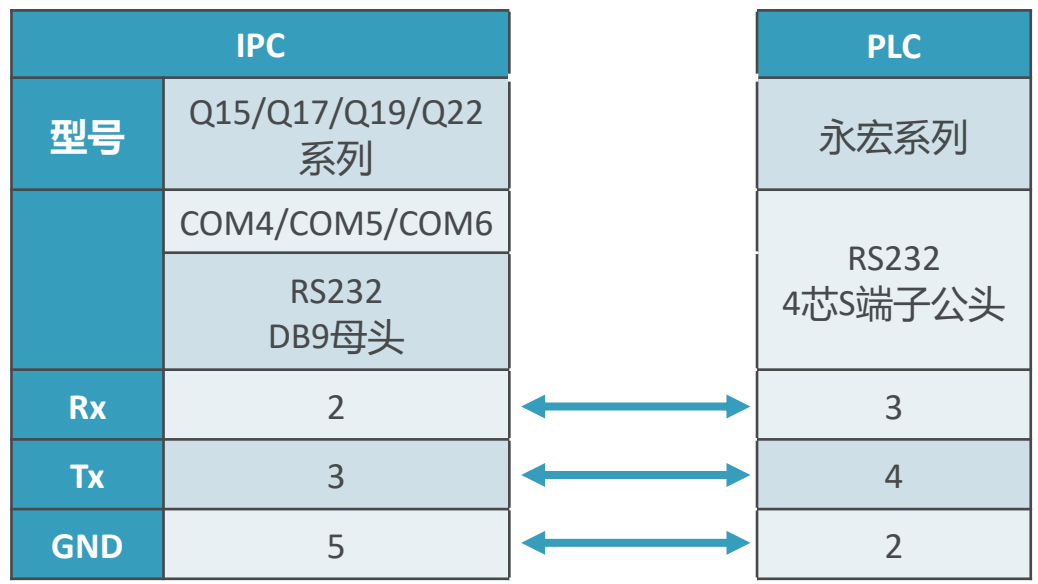 IPC
PLC
型号
Q15/Q17/Q19/Q22
系列
永宏系列
COM4/COM5/COM6
RS232
DB9母头
RS232
4芯S端子公头
Rx
2
3
Tx
3
4
GND
5
2